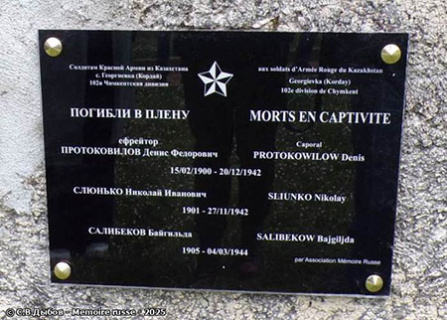 Солдатам Красной Армии из Казахстана
с. Георгиевка (Кордай)
102я Чимкентская дивизия
aux soldats d'Armée Rouge du Kazakhstan
Georgievka (Korday)
102e division de Chymkent
ПОГИБЛИ В ПЛЕНУ
MORTS EN CAPTIVITE
ефрейтор
ПРОТОКОВИЛОВ Денис Федорович
Caporal
PROTOKOWILOW Denis
15/02/1900 - 20/12/1942
СЛЮНЬКО Николай Иванович
SLIUNKO Nikolay
1901 - 27/11/1942
САЛИБЕКОВ Байгильда
SALIBEKOW Bajgiljda
1905 - 04/03/1944
par Association Mémoire Russe
© С.В.Дыбов - Memoire russe - 2025